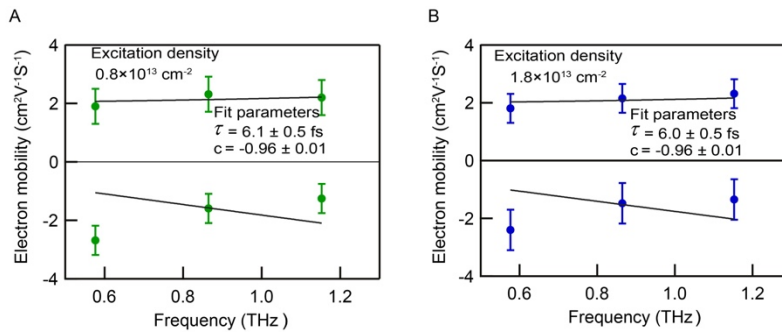 A
Electron mobility (cm²V⁻¹S⁻¹)
4
2
0
-2
-4
Excitation density
0.8×10¹³ cm⁻²
Fit parameters
τ = 6.1 ± 0.5 fs
c = -0.96 ± 0.01
0.6
0.8
1.0
1.2
Frequency (THz )
B
Electron mobility (cm²V⁻¹S⁻¹)
4
2
0
-2
-4
Excitation density
1.8×10¹³ cm⁻²
Fit parameters
τ = 6.0 ± 0.5 fs
c = -0.96 ± 0.01
0.6
0.8
1.0
1.2
Frequency (THz )